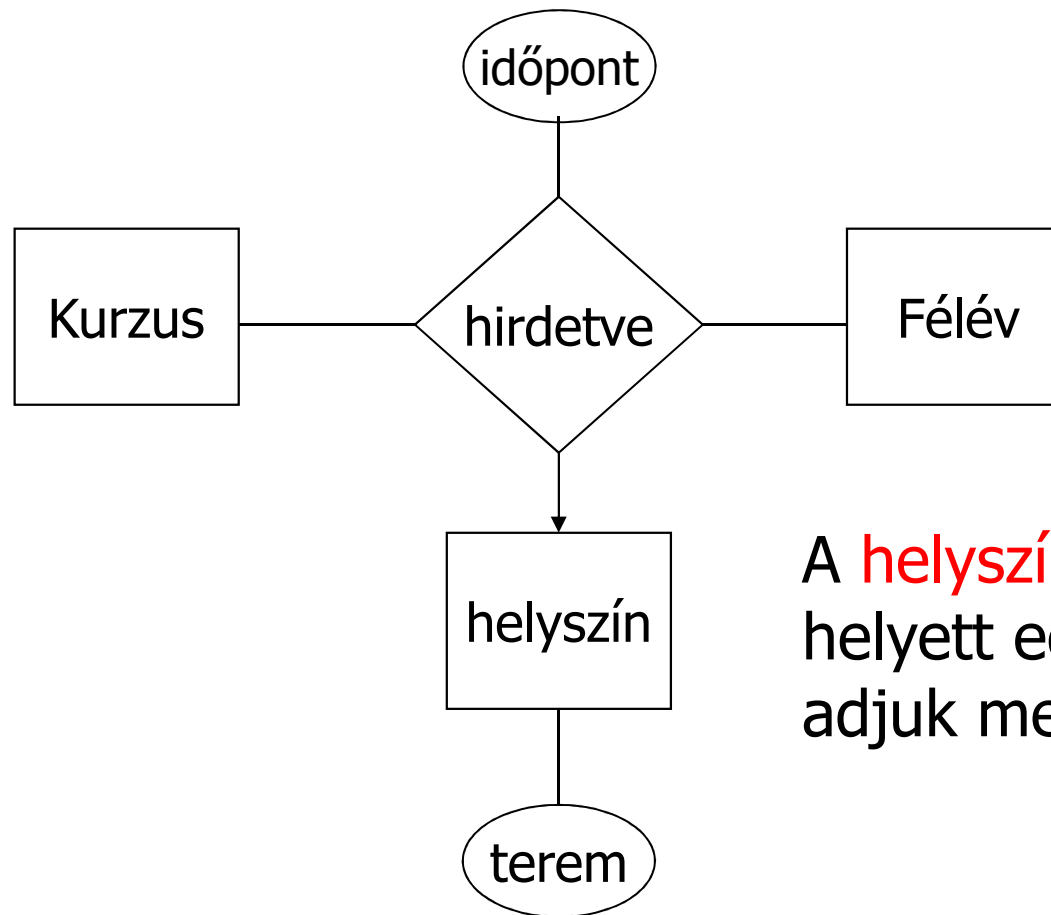 időpont
Kurzus
hirdetve
Félév
helyszín
A
helyett
adjuk
terem